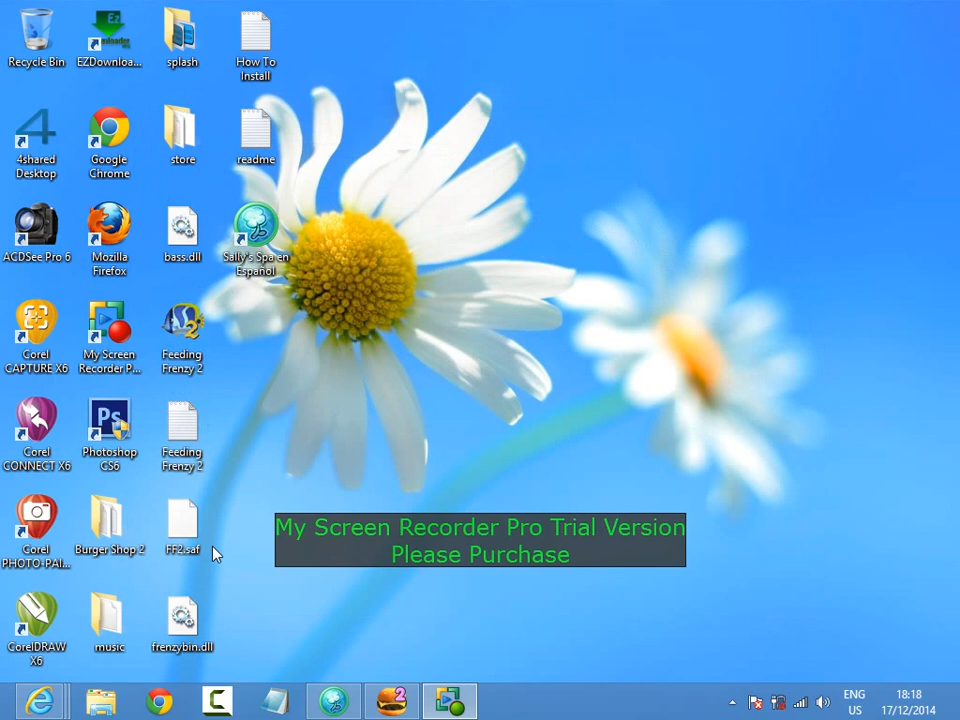 Recycle Bin
EZDownloa...
splash
How To
Install
4shared
Desktop
Google
Chrome
store
readme
ACDSee Pro 6
Mozilla
Firefox
bass.dll
Sally's Spa en
Español
Corel
CAPTURE X6
My Screen
Recorder P...
Feeding
Frenzy 2
Corel
CONNECT X6
Photoshop
CS6
Feeding
Frenzy 2
Corel
PHOTO-PAI...
Burger Shop 2
FF2.saf
My Screen Recorder Pro Trial Version
Please Purchase
CorelDRAW
X6
music
frenzybin.dll
ENG
US
18:18
17/12/2014